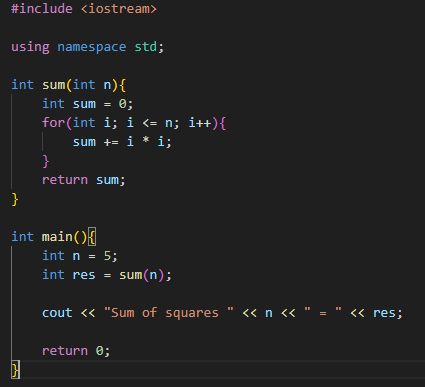 #include <iostream>
using namespace std;
int sum(int n){
    int sum = 0;
    for(int i; i <= n; i++){
        sum += i * i;
    }
    return sum;
}
int main(){
    int n = 5;
    int res = sum(n);
    cout << "Sum of squares " << n << " = " << res;
    return 0;
}